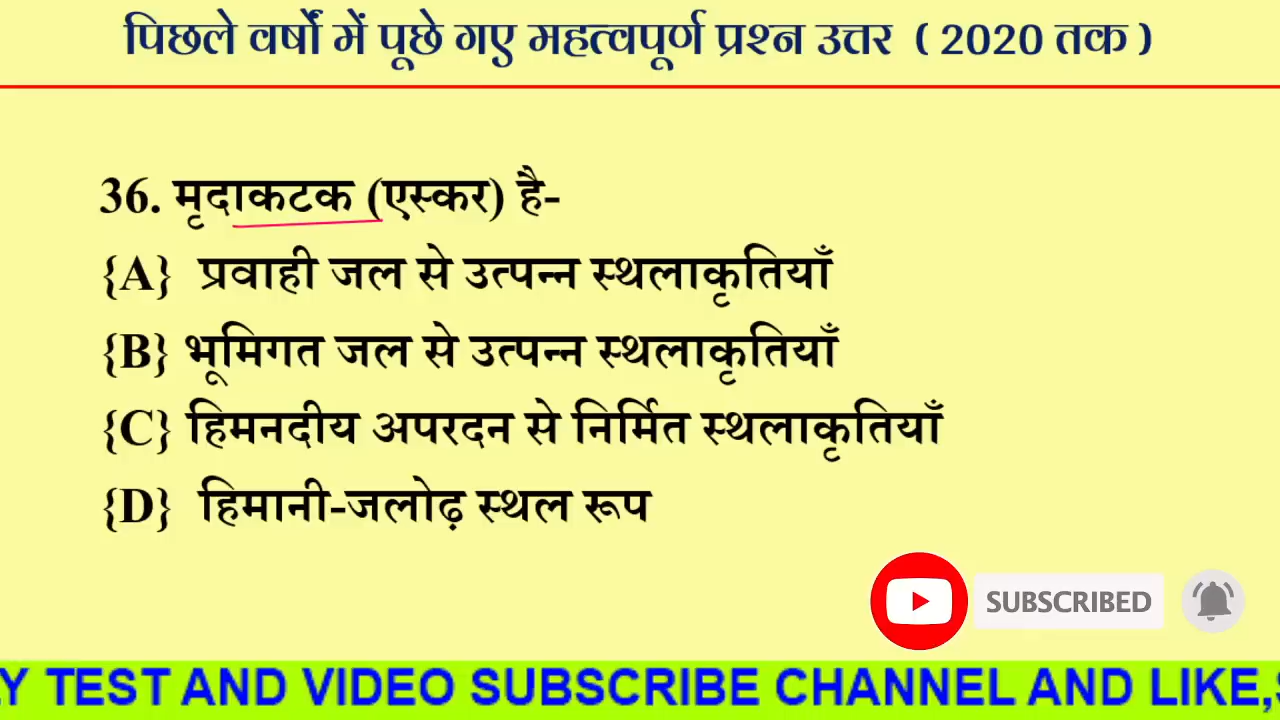 पिछले वर्षों में पूछे गए महत्वपूर्ण प्रश्न उत्तर ( 2020 तक )
36. मृदाकटक (एस्कर) है-
{A} प्रवाही जल से उत्पन्न स्थलाकृतियाँ
{B} भूमिगत जल से उत्पन्न स्थलाकृतियाँ
{C} हिमनदीय अपरदन से निर्मित स्थलाकृतियाँ
{D} हिमानी-जलोढ़ स्थल रूप
SUBSCRIBED
Y TEST AND VIDEO SUBSCRIBE CHANNEL AND LIKE,